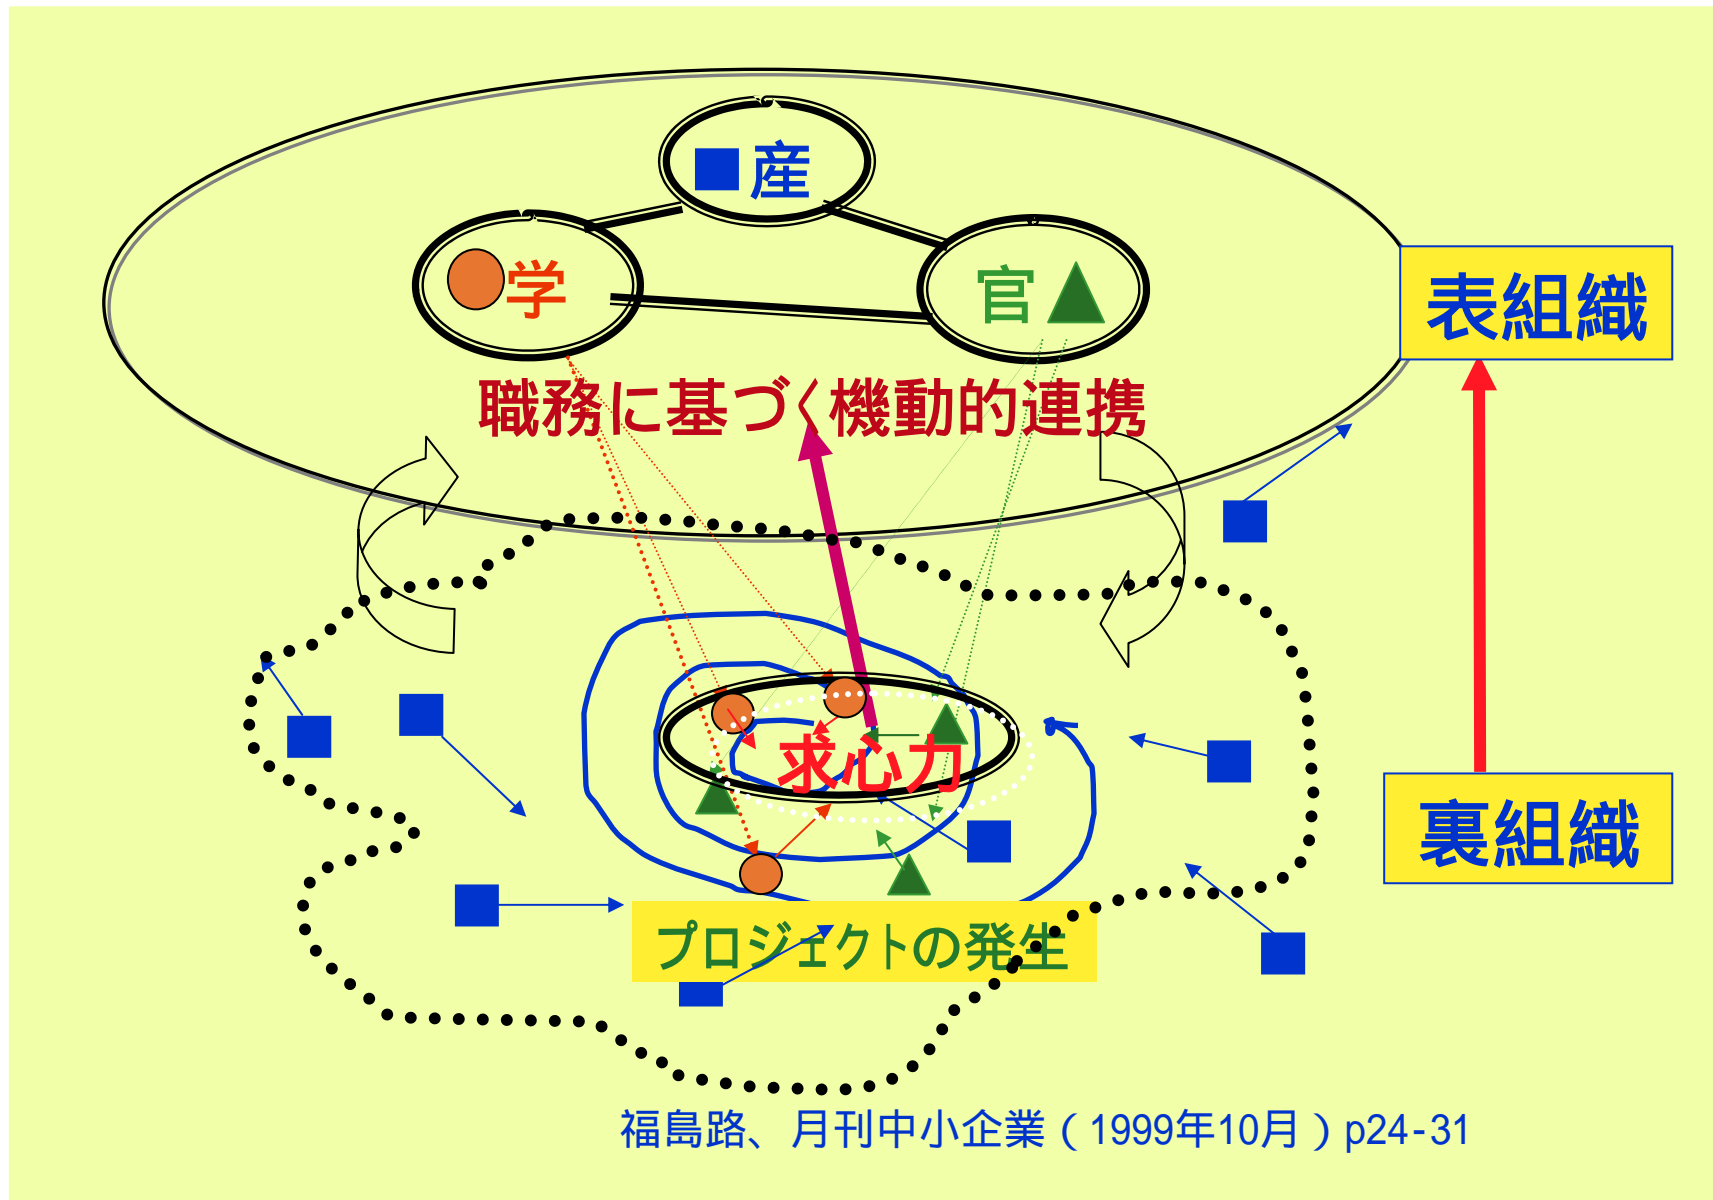 産
学
官
表組織
職務に基づく機動的連携
求心力
裏組織
プロジェクトの発生
福島路、月刊中小企業（1999年10月）p24-31